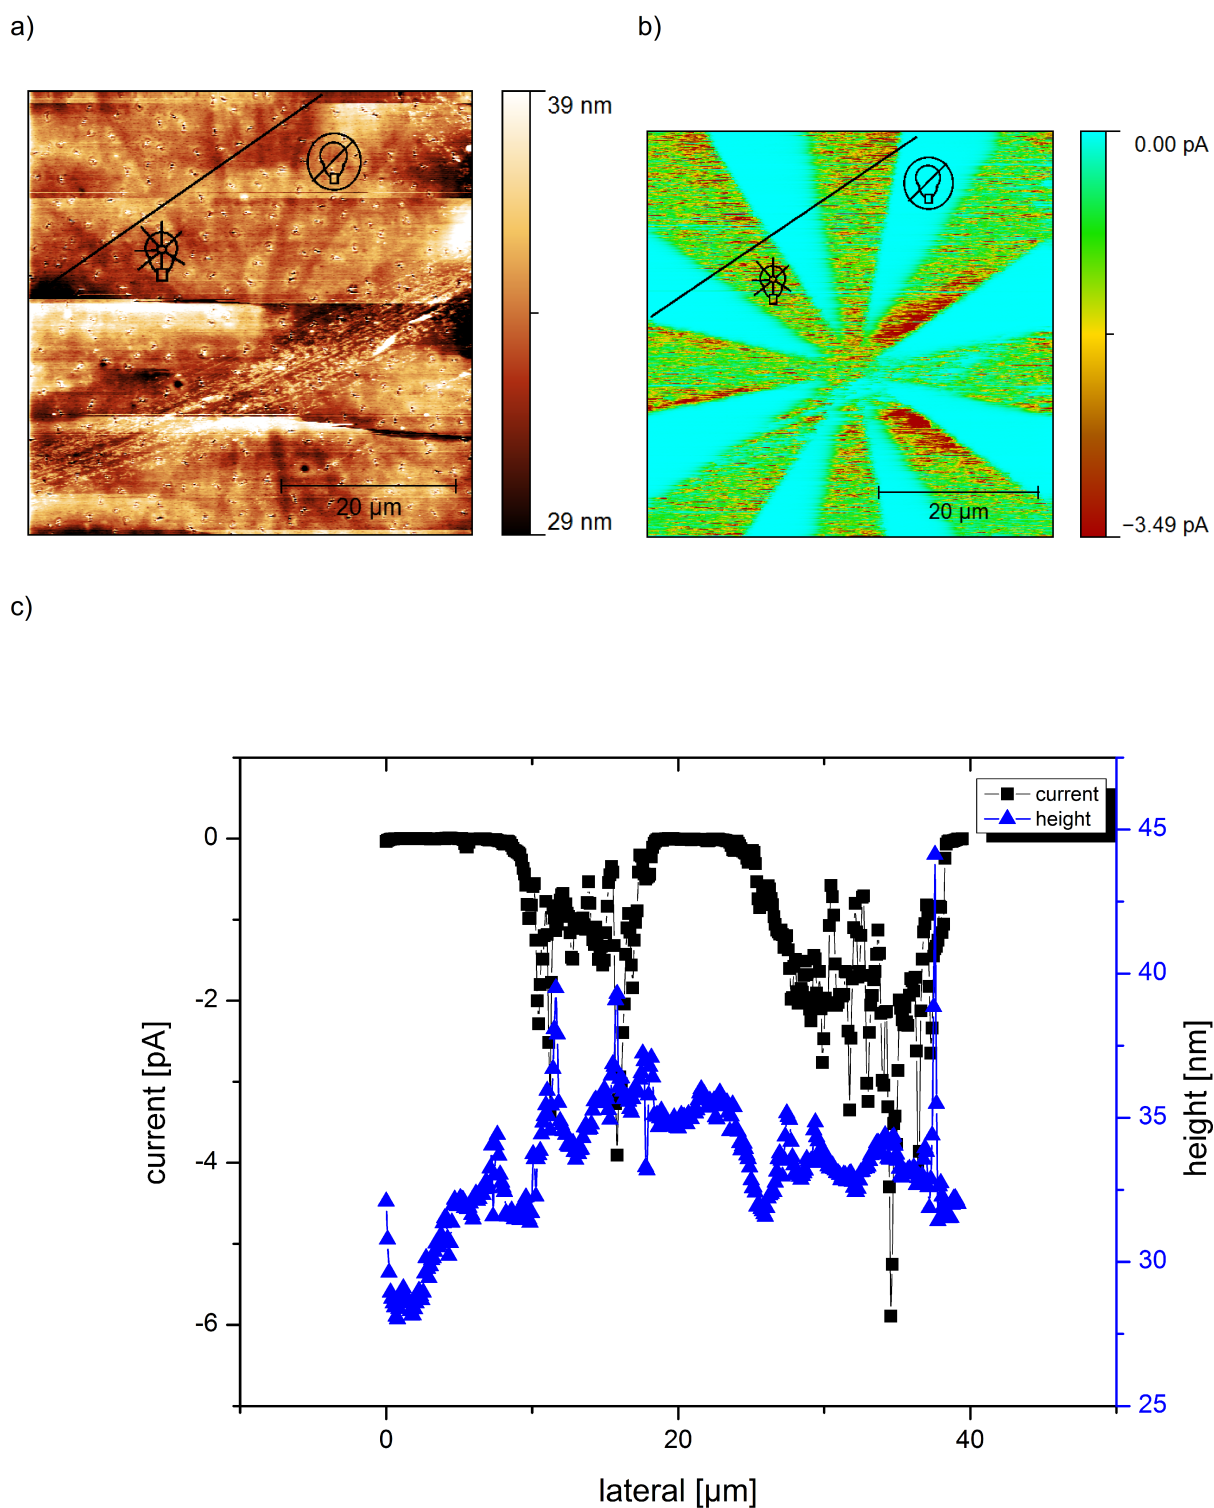 a)
b)
39 nm
29 nm
20 µm
0.00 pA
−3.49 pA
20 µm
c)
current
height
0
-2
-4
-6
45
40
35
30
25
0
20
40
current [pA]
height [nm]
lateral [µm]